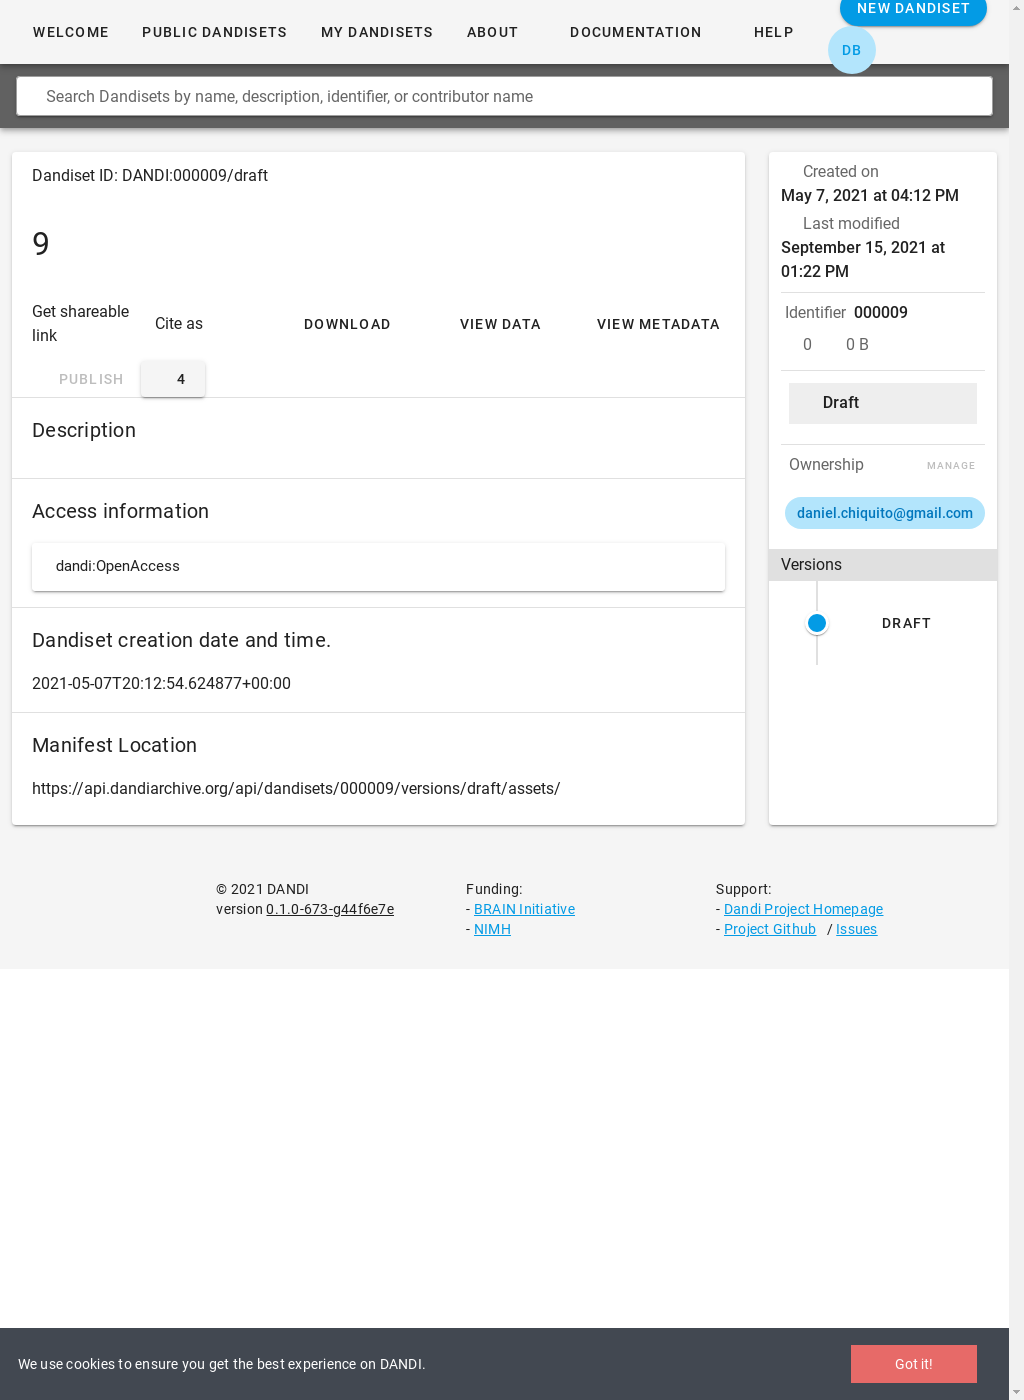 NEW DANDISET
WELCOME
PUBLIC DANDISETS
MY DANDISETS
ABOUT
DOCUMENTATION
HELP
DB
Search Dandisets by name, description, identifier, or contributor name
Dandiset ID: DANDI:000009/draft
9
Get shareable
link
Cite as
DOWNLOAD
VIEW DATA
VIEW METADATA
PUBLISH
4
Description
Access information
dandi:OpenAccess
Dandiset creation date and time.
2021-05-07T20:12:54.624877+00:00
Manifest Location
https://api.dandiarchive.org/api/dandisets/000009/versions/draft/assets/
Created on
May 7, 2021 at 04:12 PM
Last modified
September 15, 2021 at
01:22 PM
Identifier 000009
0 0 B
Draft
Ownership
MANAGE
daniel.chiquito@gmail.com
Versions
DRAFT
© 2021 DANDI
version 0.1.0-673-g44f6e7e
Funding:
- BRAIN Initiative
- NIMH
Support:
- Dandi Project Homepage
- Project Github / Issues
We use cookies to ensure you get the best experience on DANDI.
Got it!